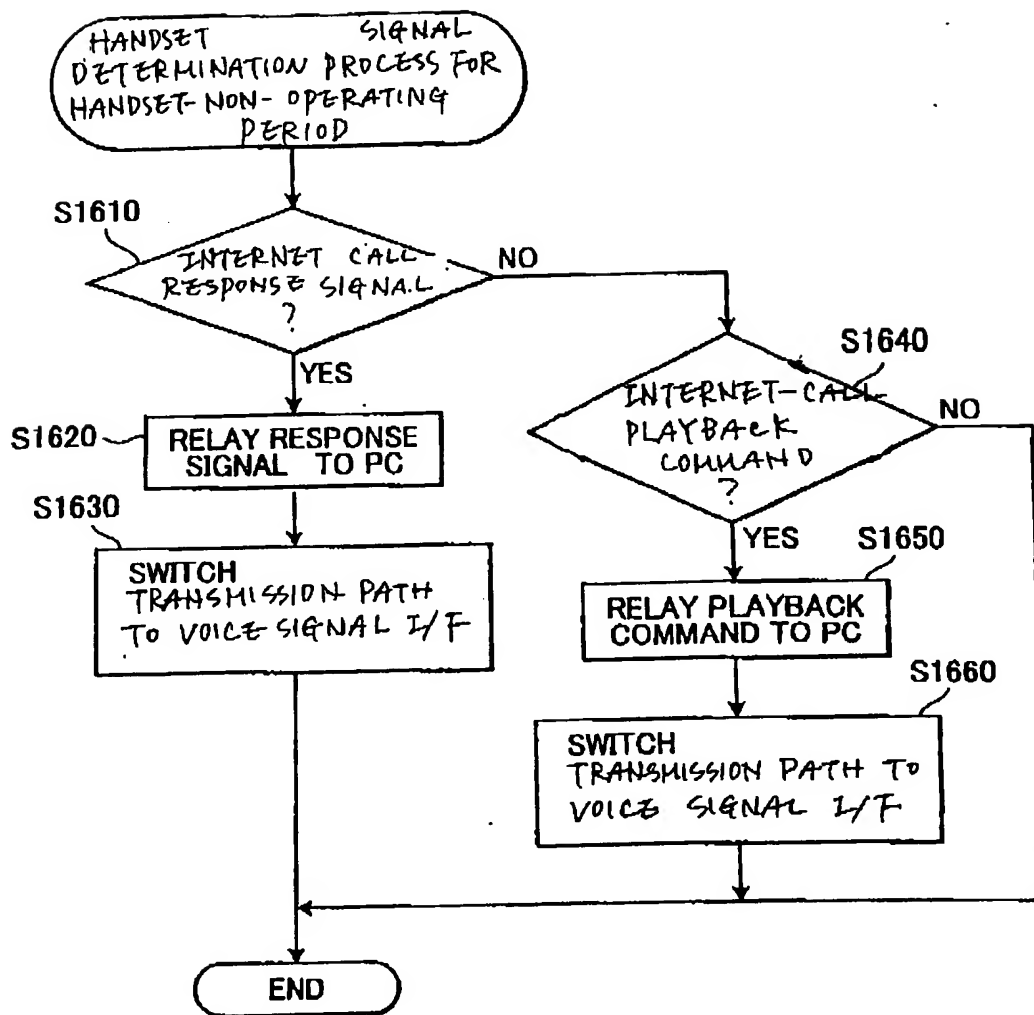 HANDSET SIGNAL
DETERMINATION PROCESS FOR
HANDSET-NON-OPERATING
PERIOD
S1610
INTERNET CALL-
RESPONSE SIGNAL
?
NO
YES
S1620
RELAY RESPONSE
SIGNAL TO PC
S1630
SWITCH
TRANSMISSION PATH
TO VOICE SIGNAL I/F
S1640
INTERNET-CALL-
PLAYBACK
COMMAND
?
NO
YES
S1650
RELAY PLAYBACK
COMMAND TO PC
S1660
SWITCH
TRANSMISSION PATH TO
VOICE SIGNAL I/F
END